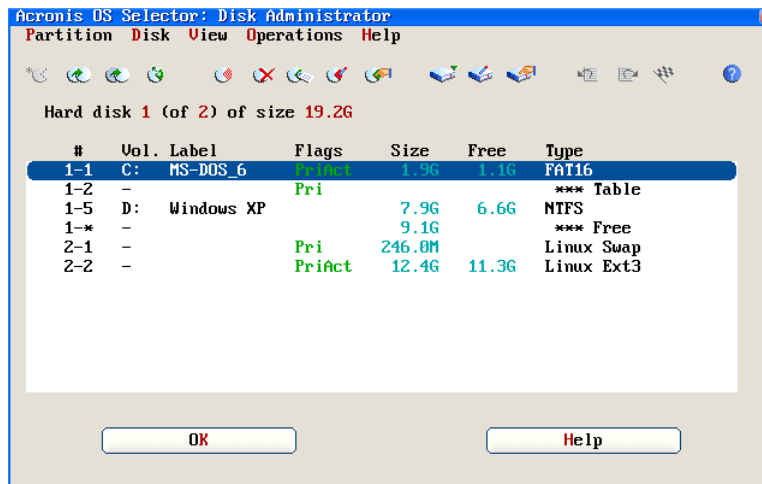 Acronis OS Selector: Disk Administrator
Partition Disk View Operations Help
Hard disk 1 (of 2) of size 19.2G
# Vol. Label Flags Size Free Type
1-1 C: MS-DOS_6 PriAct 1.9G 1.1G FAT16
1-2 - Pri *** Table
1-5 D: Windows XP 7.9G 6.6G NTFS
1-* - 9.1G *** Free
2-1 - Pri 246.0M Linux Swap
2-2 - PriAct 12.4G 11.3G Linux Ext3
OK Help